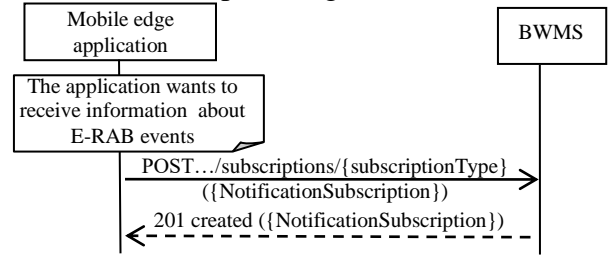 Mobile edge
application
BWMS
The application wants to
receive information about
E-RAB events
POST…/subscriptions/{subscriptionType}
({NotificationSubscription})
201 created ({NotificationSubscription})